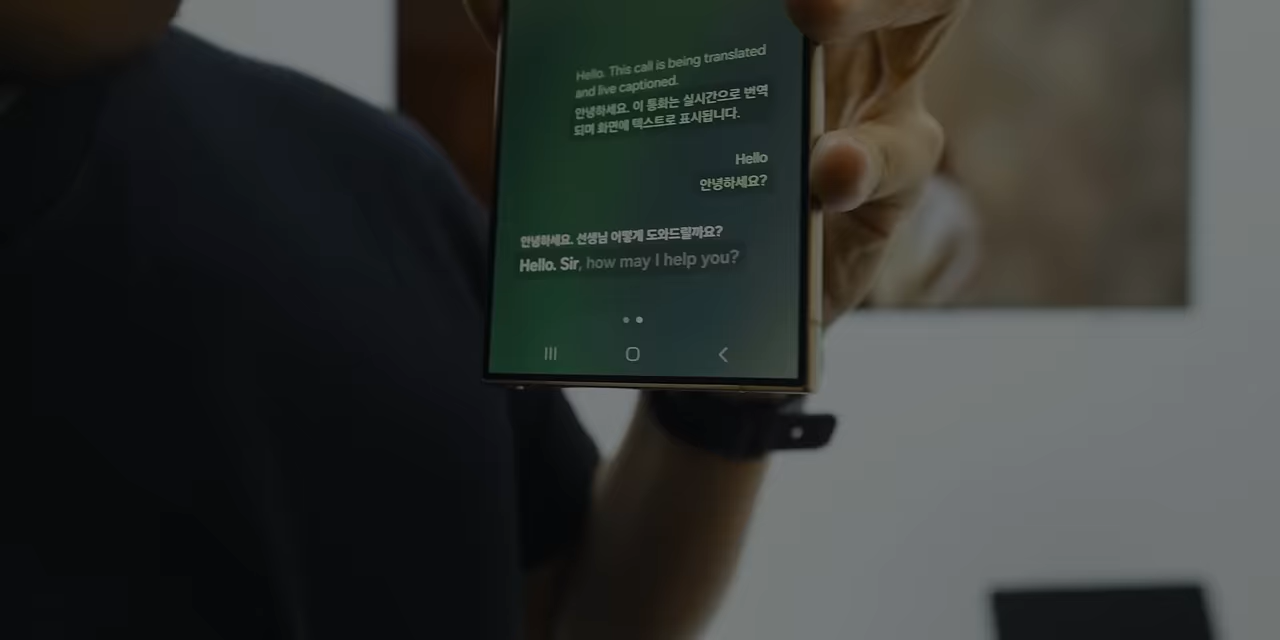 Hello. This call is being translated
and live captioned.
안녕하세요. 이 통화는 실시간으로 번역
되며 화면에 텍스트로 표시됩니다.
Hello
안녕하세요?
안녕하세요. 선생님 어떻게 도와드릴까요?
Hello. Sir, how may I help you?